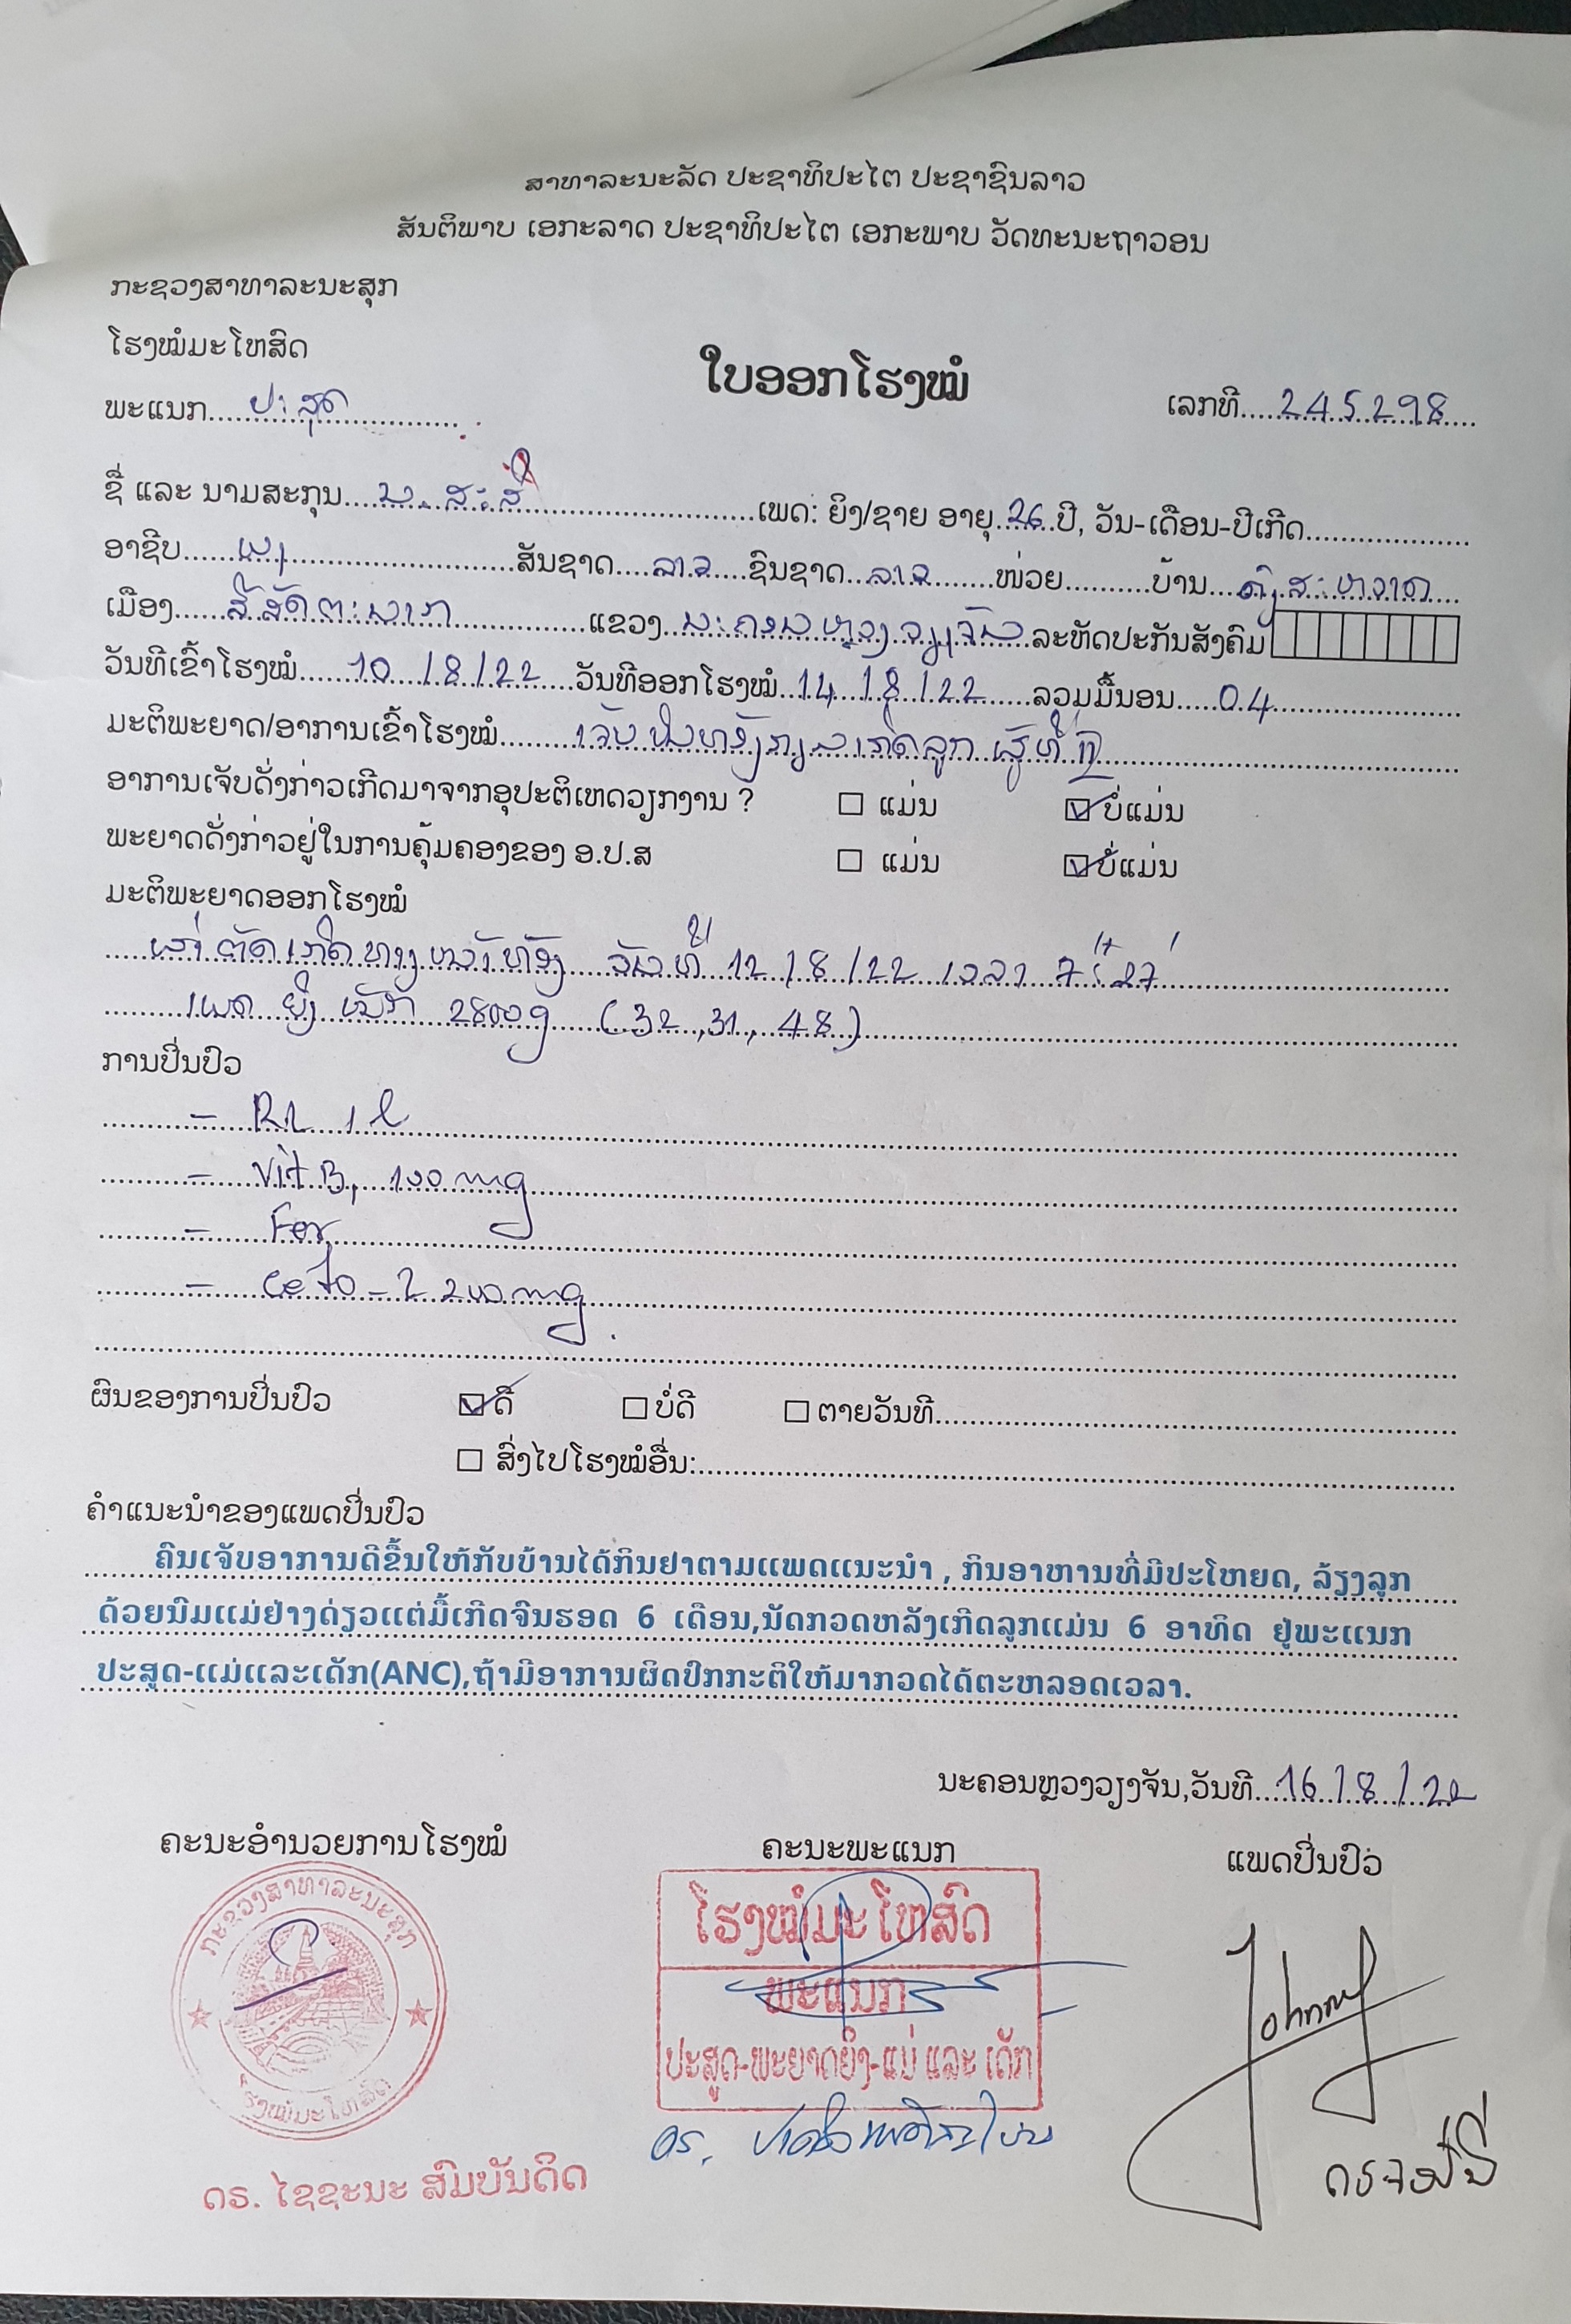 ສາທາລະນະລັດ ປະຊາທິປະໄຕ ປະຊາຊົນລາວ
ສັນຕິພາບ ເອກະລາດ ປະຊາທິປະໄຕ ເອກະພາບ ວັດທະນະຖາວອນ
ກະຊວງສາທາລະນະສຸກ
ໂຮງໝໍມະໂຫສົດ
ໃບອອກໂຮງໝໍ
ພະແນກ....ປະສູດ.... ເລກທີ....245298....
ຊື່ ແລະ ນາມສະກຸນ.... ເພດ: ຍິງ/ຊາຍ ອາຍຸ..26..ປີ, ວັນ-ເດືອນ-ປີເກີດ....
ອາຊີບ.... ສັນຊາດ....ລາວ....ຊົນຊາດ..ລາວ....ໜ່ວຍ....ບ້ານ....
ເມືອງ....ສີສັດຕະນາກ....ແຂວງ..ນະຄອນຫຼວງວຽງຈັນ..ລະຫັດປະກັນສັງຄົມ
ວັນທີເຂົ້າໂຮງໝໍ....10/8/22....ວັນທີອອກໂຮງໝໍ..14/8/22....ລວມມື້ນອນ....04....
ມະຕິພະຍາດ/ອາການເຂົ້າໂຮງໝໍ....ເຈັບ
ອາການເຈັບດັ່ງກ່າວເກີດມາຈາກອຸປະຕິເຫດວຽກງານ ? ☐ ແມ່ນ ☑ ບໍ່ແມ່ນ
ພະຍາດດັ່ງກ່າວຢູ່ໃນການຄຸ້ມຄອງຂອງ ອ.ປ.ສ ☐ ແມ່ນ ☑ ບໍ່ແມ່ນ
ມະຕິພະຍາດອອກໂຮງໝໍ
ຜ່າຕັດເກີດທາງໜ້າທ້ອງ ວັນທີ 12/8/22 ເວລາ
ເພດ ຍິງ ໜັກ 2800g (32, 31, 48)
ການປິ່ນປົວ
- RL 1 l
- Vit B1 100 mg
- Fer
- 200 mg
ຜົນຂອງການປິ່ນປົວ ☑ ດີ ☐ ບໍ່ດີ ☐ ຕາຍວັນທີ....
☐ ສົ່ງໄປໂຮງໝໍອື່ນ:....
ຄຳແນະນຳຂອງແພດປິ່ນປົວ
ຄົນເຈັບອາການດີຂຶ້ນໃຫ້ກັບບ້ານໄດ້ກິນຢາຕາມແພດແນະນຳ , ກິນອາຫານທີ່ມີປະໂຫຍດ, ລ້ຽງລູກ
ດ້ວຍນົມແມ່ຢ່າງດ່ຽວແຕ່ມື້ເກີດຈົນຮອດ 6 ເດືອນ,ນັດກວດຫລັງເກີດລູກແມ່ນ 6 ອາທິດ ຢູ່ພະແນກ
ປະສູດ-ແມ່ແລະເດັກ(ANC),ຖ້າມີອາການຜິດປົກກະຕິໃຫ້ມາກວດໄດ້ຕະຫລອດເວລາ.
ນະຄອນຫຼວງວຽງຈັນ,ວັນທີ....16/8/22
ຄະນະອຳນວຍການໂຮງໝໍ ຄະນະພະແນກ ແພດປິ່ນປົວ
ກະຊວງສາທາລະນະສຸກ
ໂຮງໝໍມະໂຫສົດ
ໂຮງໝໍມະໂຫສົດ
ພະແນກ
ປະສູດ-ພະຍາດຍິງ-ແມ່ ແລະ ເດັກ
Johnny
ດຣ ຈອນນີ່
ດຣ. ໄຊຊະນະ ສົມບັນດິດ